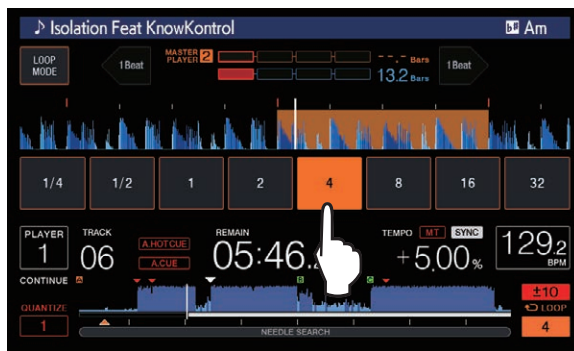 ♪ Isolation Feat KnowKontrol b# Am
LOOP MODE
1 Beat
MASTER PLAYER 2
--.- Bars
13.2 Bars
1 Beat
1/4 1/2 1 2 4 8 16 32
PLAYER 1
TRACK 06
A.HOTCUE
A.CUE
REMAIN 05:46.
TEMPO MT SYNC
+5.00%
129.2 BPM
CONTINUE
A B C
QUANTIZE 1
NEEDLE SEARCH
±10
LOOP
4